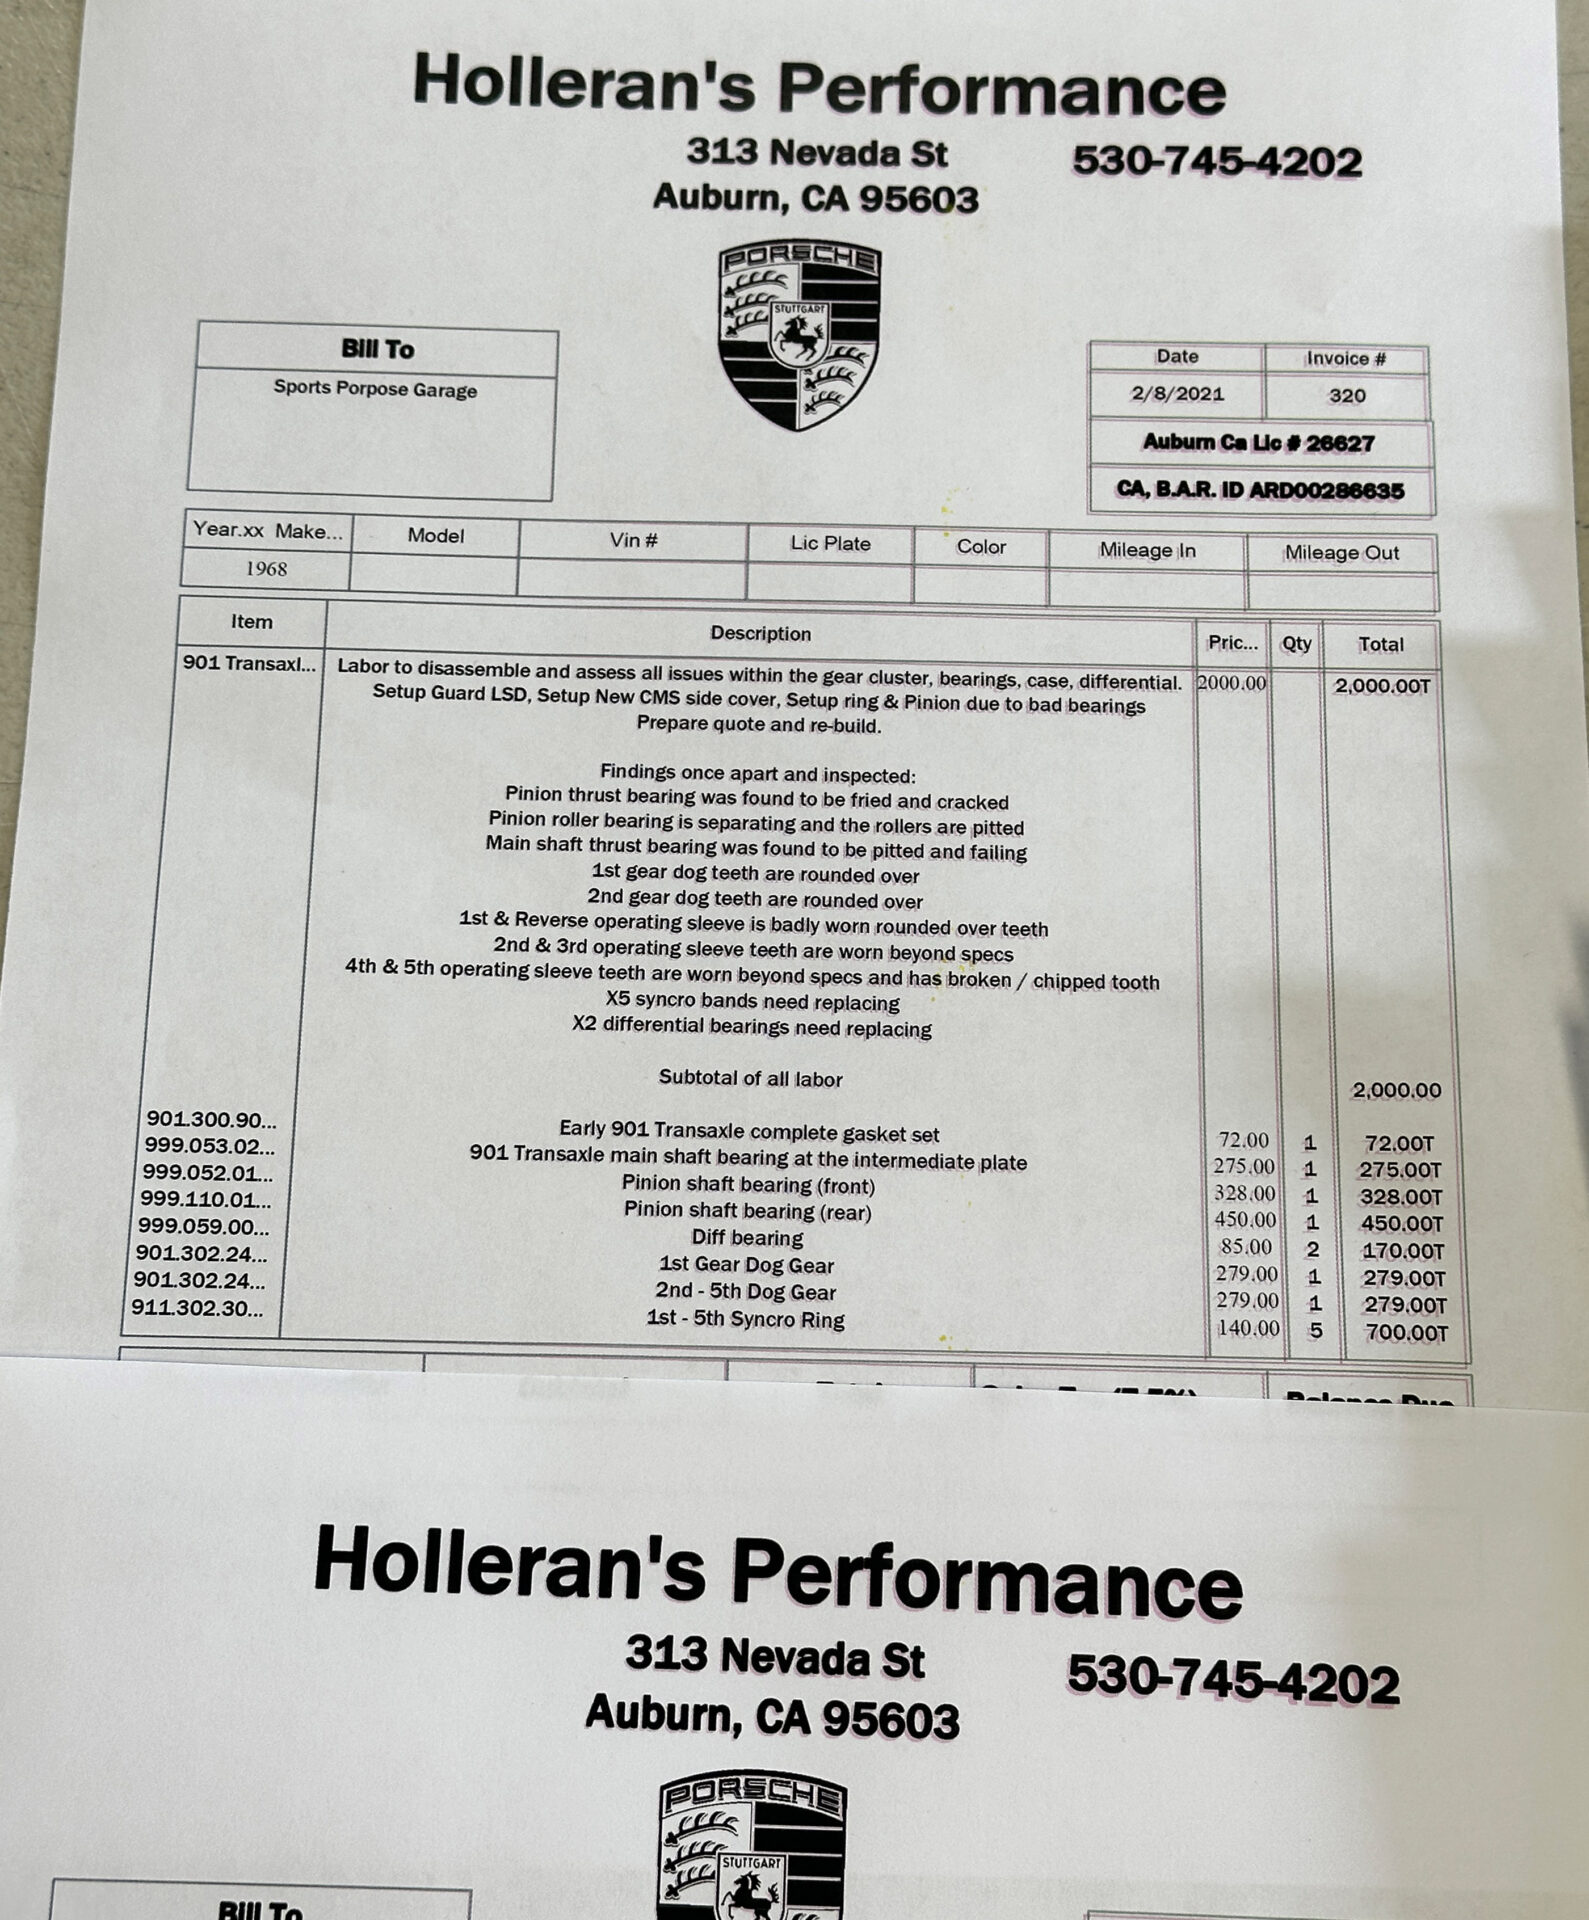 Holleran's Performance
313 Nevada St
530-745-4202
Auburn, CA 95603
PORSCHE
STUTTGART
Bill To
Sports Porpose Garage
Date Invoice #
2/8/2021 320
Auburn Ca Lic # 26627
CA, B.A.R. ID ARD00286635
Year.xx Make... Model Vin # Lic Plate Color Mileage In Mileage Out
1968
Item Description Pric... Qty Total
901 Transaxl... Labor to disassemble and assess all issues within the gear cluster, bearings, case, differential. 2000.00 2,000.00T
Setup Guard LSD, Setup New CMS side cover, Setup ring & Pinion due to bad bearings
Prepare quote and re-build.
Findings once apart and inspected:
Pinion thrust bearing was found to be fried and cracked
Pinion roller bearing is separating and the rollers are pitted
Main shaft thrust bearing was found to be pitted and failing
1st gear dog teeth are rounded over
2nd gear dog teeth are rounded over
1st & Reverse operating sleeve is badly worn rounded over teeth
2nd & 3rd operating sleeve teeth are worn beyond specs
4th & 5th operating sleeve teeth are worn beyond specs and has broken / chipped tooth
X5 syncro bands need replacing
X2 differential bearings need replacing
Subtotal of all labor 2,000.00
901.300.90... Early 901 Transaxle complete gasket set 72.00 1 72.00T
999.053.02... 901 Transaxle main shaft bearing at the intermediate plate 275.00 1 275.00T
999.052.01... Pinion shaft bearing (front) 328.00 1 328.00T
999.110.01... Pinion shaft bearing (rear) 450.00 1 450.00T
999.059.00... Diff bearing 85.00 2 170.00T
901.302.24... 1st Gear Dog Gear 279.00 1 279.00T
901.302.24... 2nd - 5th Dog Gear 279.00 1 279.00T
911.302.30... 1st - 5th Syncro Ring 140.00 5 700.00T
Balance Due
Holleran's Performance
313 Nevada St
530-745-4202
Auburn, CA 95603
PORSCHE
STUTTGART
Bill To